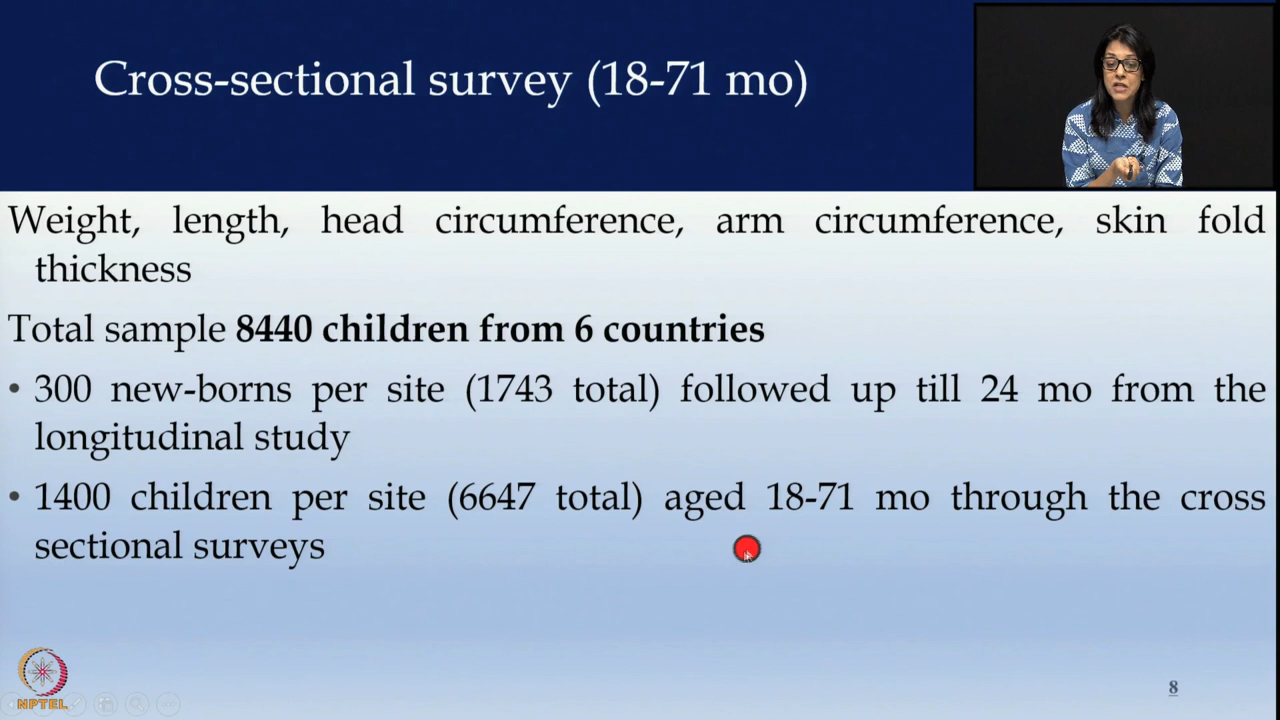 Cross-sectional survey (18-71 mo)
Weight, length, head circumference, arm circumference, skin fold
thickness
Total sample 8440 children from 6 countries
• 300 new-borns per site (1743 total) followed up till 24 mo from the
longitudinal study
• 1400 children per site (6647 total) aged 18-71 mo through the cross
sectional surveys
NPTEL
8